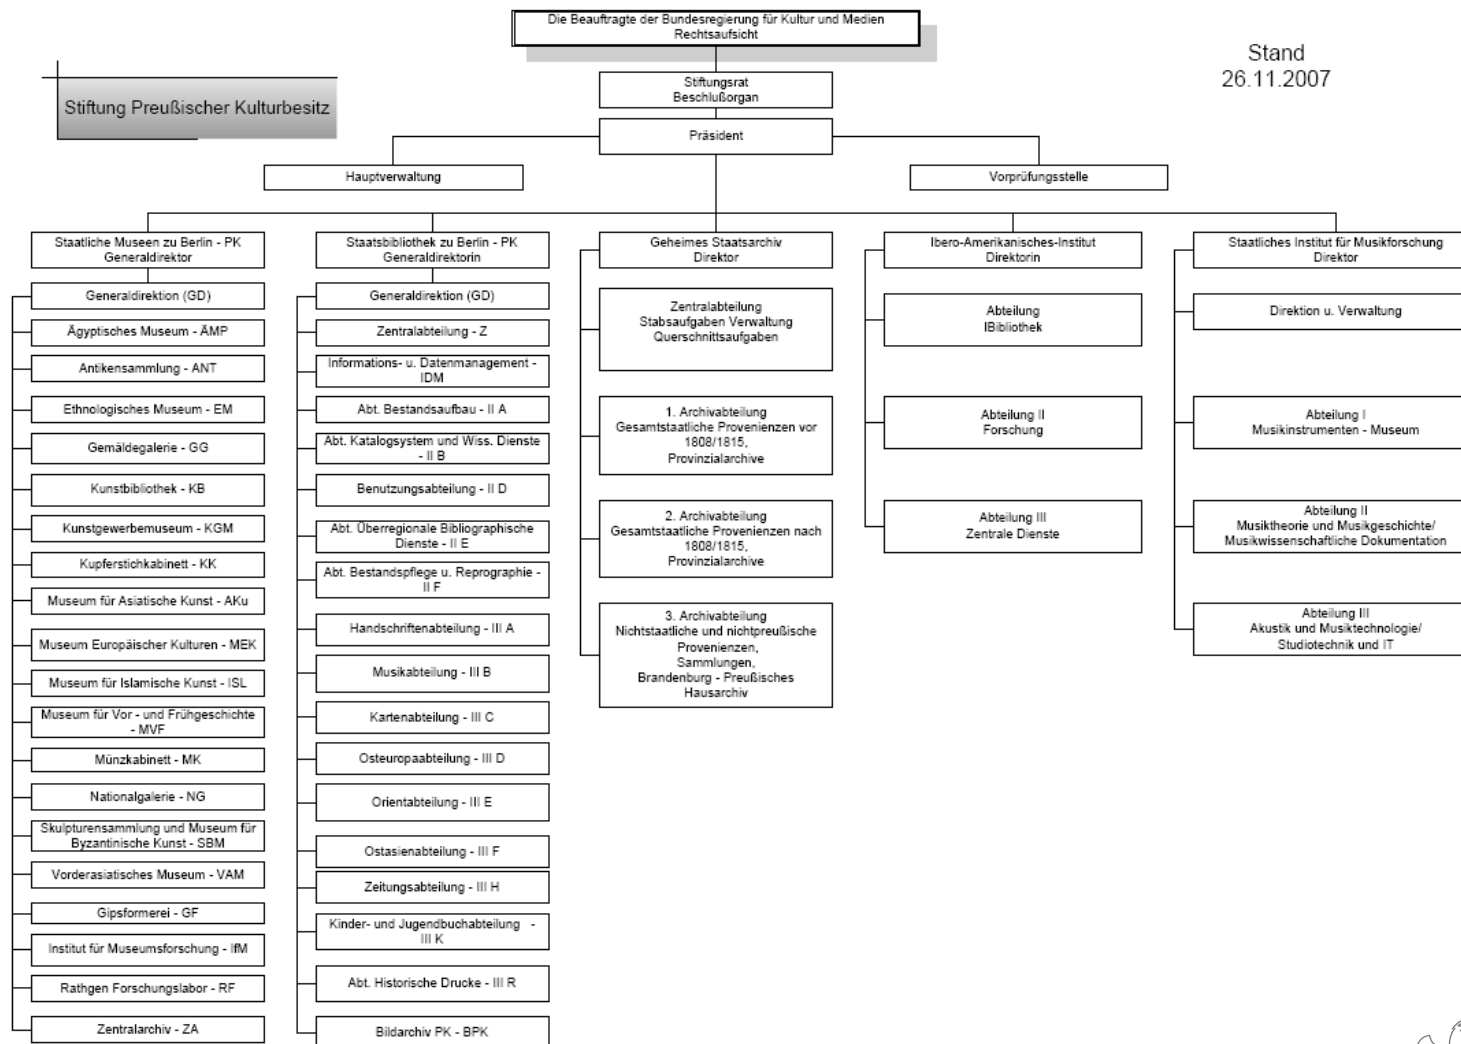 Die Beauftragte der Bundesregierung für Kultur und Medien
Rechtsaufsicht
Stand
26.11.2007
Stiftung Preußischer Kulturbesitz
Stiftungsrat
Beschlußorgan
Präsident
Hauptverwaltung
Vorprüfungsstelle
Staatliche Museen zu Berlin - PK
Generaldirektor
Generaldirektion (GD)
Ägyptisches Museum - ÄMP
Antikensammlung - ANT
Ethnologisches Museum - EM
Gemäldegalerie - GG
Kunstbibliothek - KB
Kunstgewerbemuseum - KGM
Kupferstichkabinett - KK
Museum für Asiatische Kunst - AKu
Museum Europäischer Kulturen - MEK
Museum für Islamische Kunst - ISL
Museum für Vor - und Frühgeschichte
- MVF
Münzkabinett - MK
Nationalgalerie - NG
Skulpturensammlung und Museum für
Byzantinische Kunst - SBM
Vorderasiatisches Museum - VAM
Gipsformerei - GF
Institut für Museumsforschung - IfM
Rathgen Forschungslabor - RF
Zentralarchiv - ZA
Staatsbibliothek zu Berlin - PK
Generaldirektorin
Generaldirektion (GD)
Zentralabteilung - Z
Informations- u. Datenmanagement -
IDM
Abt. Bestandsaufbau - II A
Abt. Katalogsystem und Wiss. Dienste
- II B
Benutzungsabteilung - II D
Abt. Überregionale Bibliographische
Dienste - II E
Abt. Bestandspflege u. Reprographie -
II F
Handschriftenabteilung - III A
Musikabteilung - III B
Kartenabteilung - III C
Osteuropaabteilung - III D
Orientabteilung - III E
Ostasienabteilung - III F
Zeitungsabteilung - III H
Kinder- und Jugendbuchabteilung -
III K
Abt. Historische Drucke - III R
Bildarchiv PK - BPK
Geheimes Staatsarchiv
Direktor
Zentralabteilung
Stabsaufgaben Verwaltung
Querschnittsaufgaben
1. Archivabteilung
Gesamtstaatliche Provenienzen vor
1808/1815,
Provinzialarchive
2. Archivabteilung
Gesamtstaatliche Provenienzen nach
1808/1815,
Provinzialarchive
3. Archivabteilung
Nichtstaatliche und nichtpreußische
Provenienzen,
Sammlungen,
Brandenburg - Preußisches
Hausarchiv
Ibero-Amerikanisches-Institut
Direktorin
Abteilung
IBibliothek
Abteilung II
Forschung
Abteilung III
Zentrale Dienste
Staatliches Institut für Musikforschung
Direktor
Direktion u. Verwaltung
Abteilung I
Musikinstrumenten - Museum
Abteilung II
Musiktheorie und Musikgeschichte/
Musikwissenschaftliche Dokumentation
Abteilung III
Akustik und Musiktechnologie/
Studiotechnik und IT